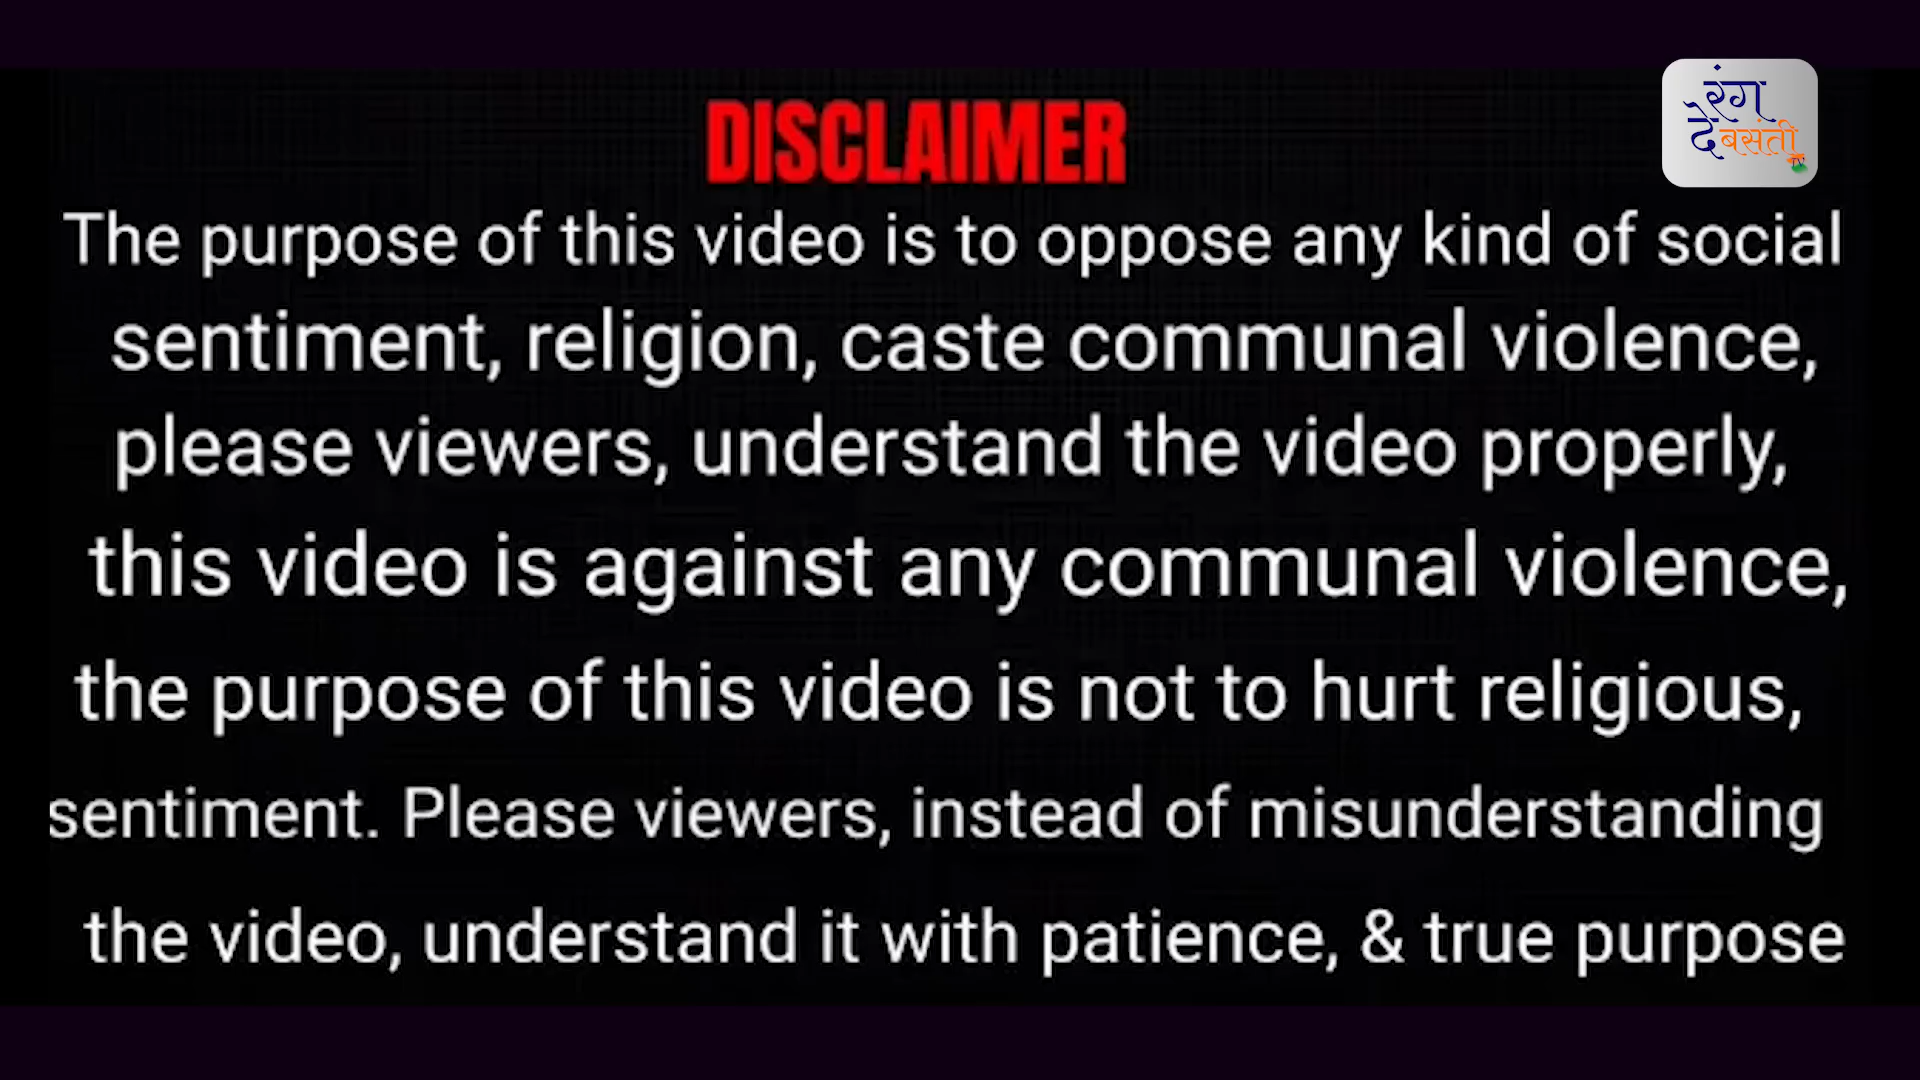 DISCLAIMER
रंग
दे बसंती
The purpose of this video is to oppose any kind of social
sentiment, religion, caste communal violence,
please viewers, understand the video properly,
this video is against any communal violence,
the purpose of this video is not to hurt religious,
sentiment. Please viewers, instead of misunderstanding
the video, understand it with patience, & true purpose